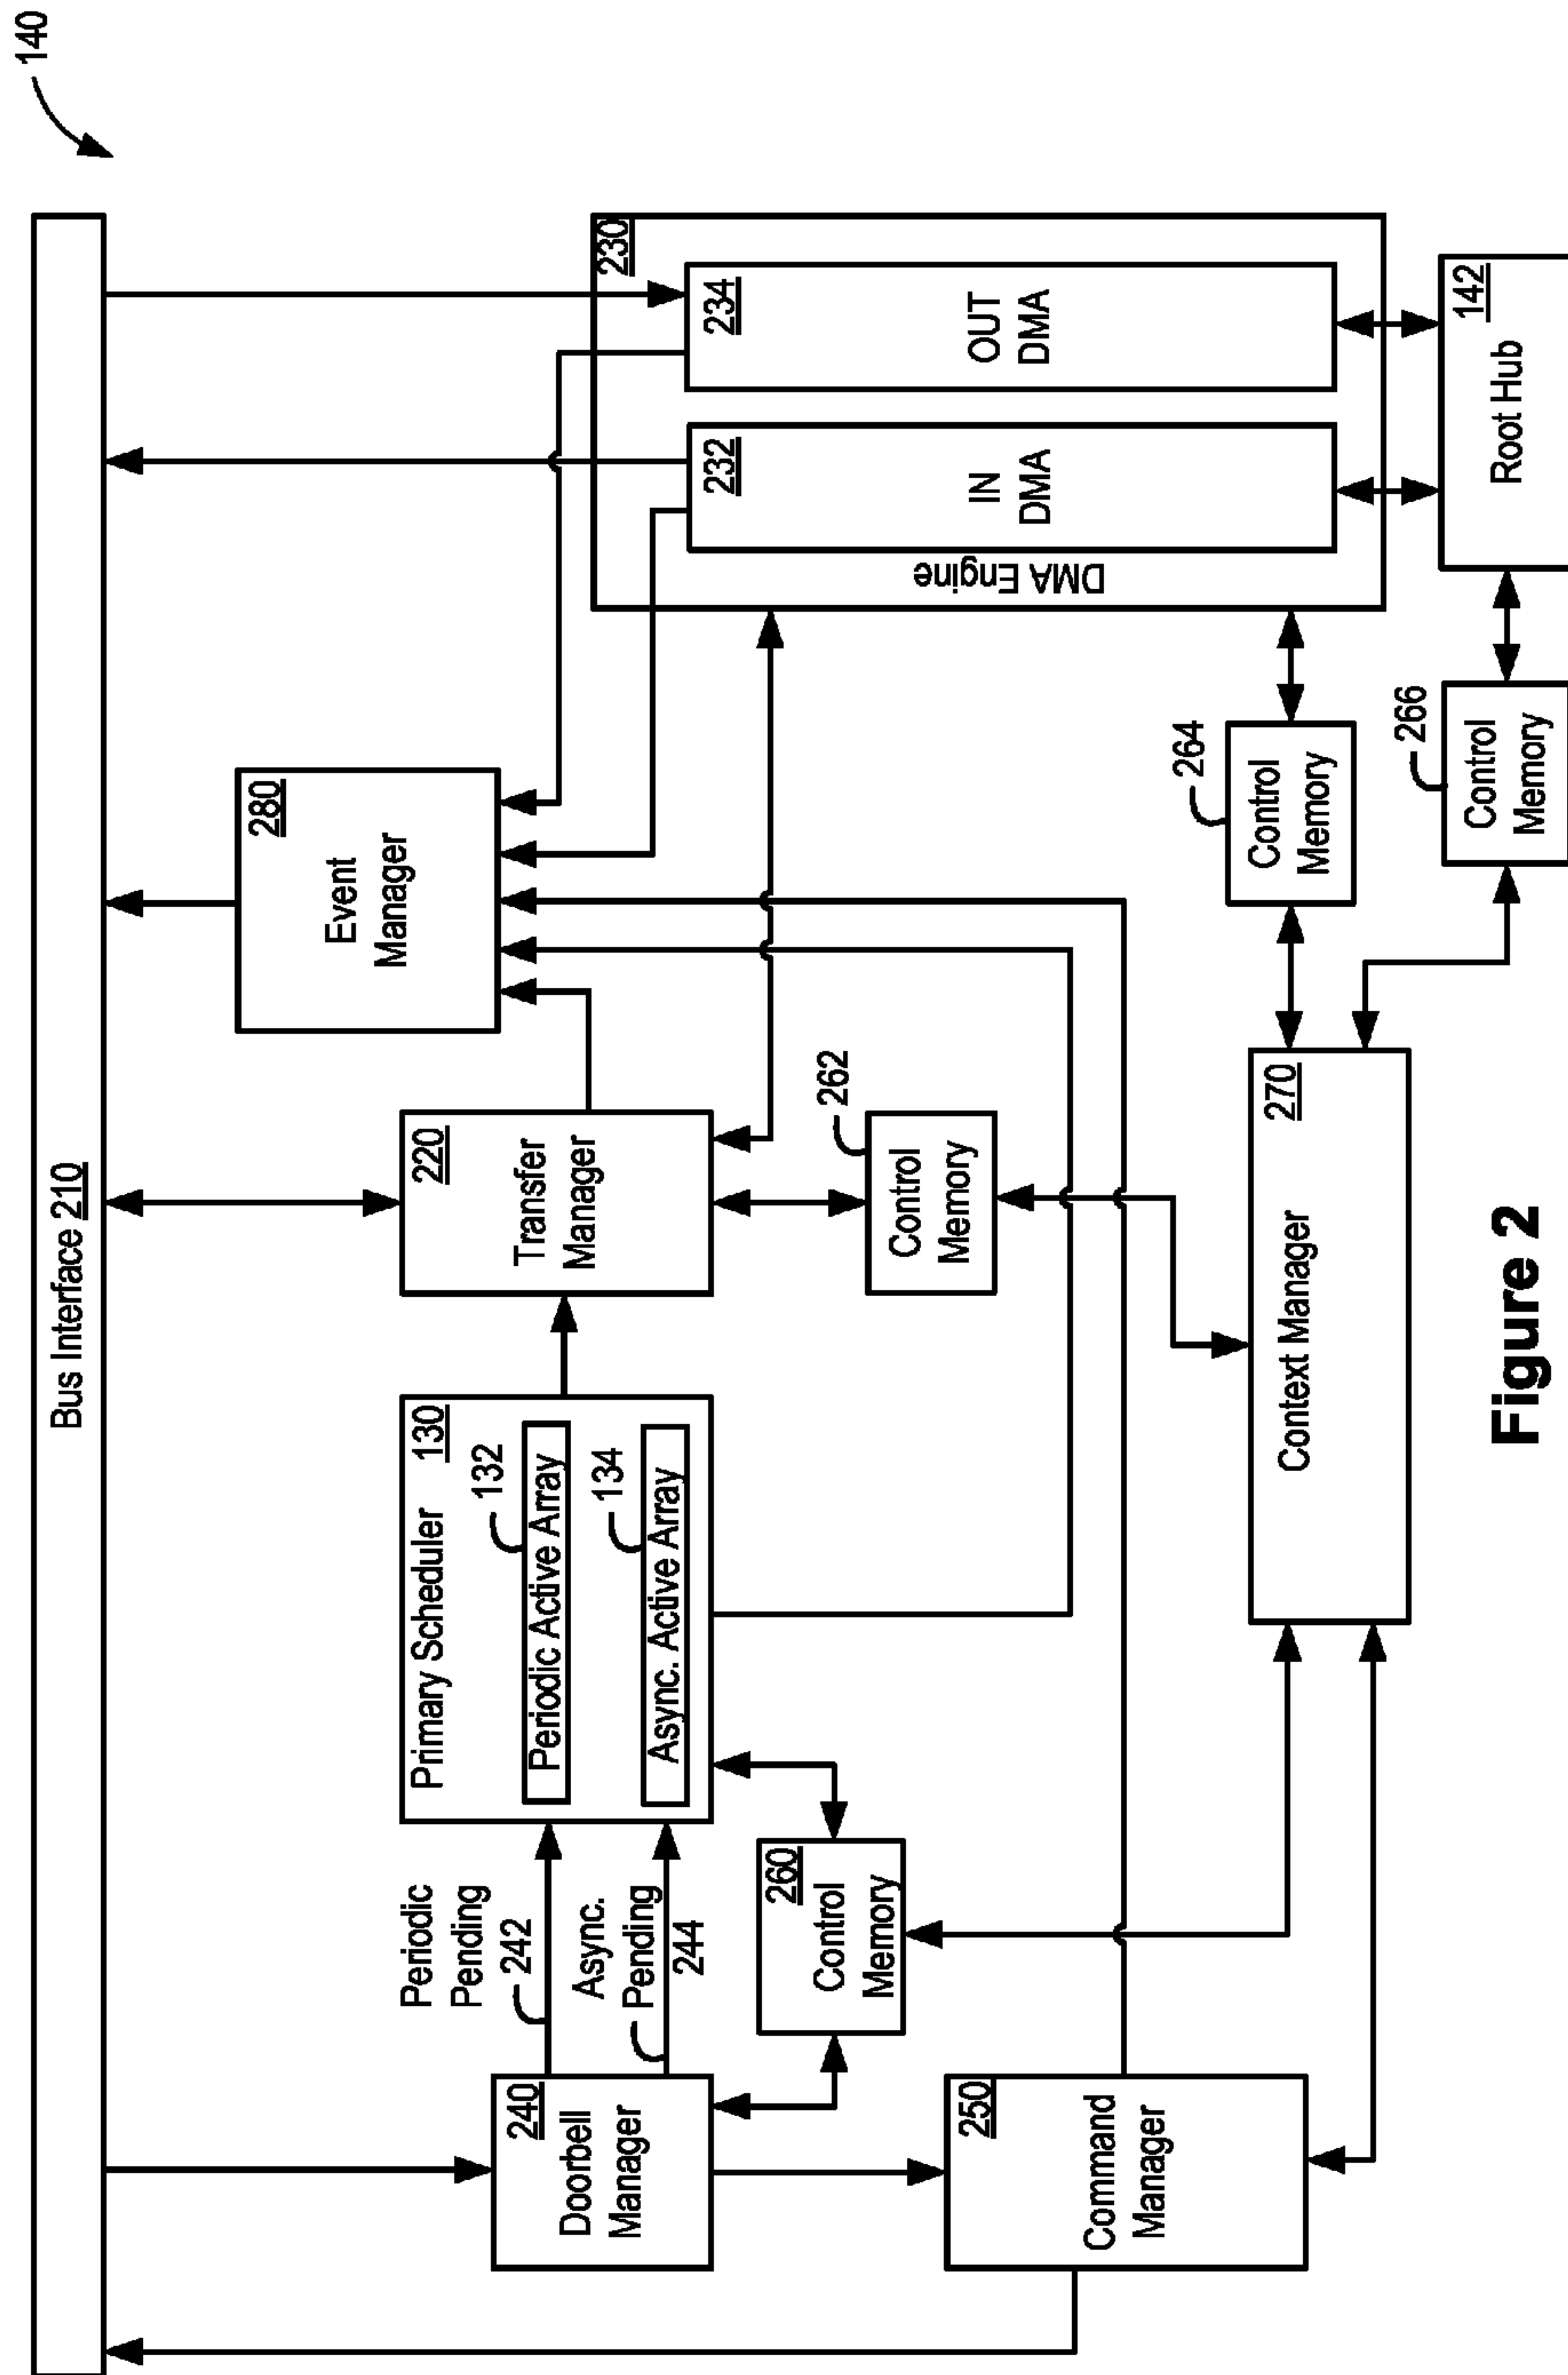 140
Bus Interface 210
280
Event
Manager
230
DMA Engine
232
IN
DMA
234
OUT
DMA
Primary Scheduler 130
132
Periodic Active Array
134
Async. Active Array
220
Transfer
Manager
Periodic
Pending
242
Async.
Pending
244
240
Doorbell
Manager
262
Control
Memory
260
Control
Memory
264
Control
Memory
250
Command
Manager
270
Context Manager
266
Control
Memory
142
Root Hub
Figure 2